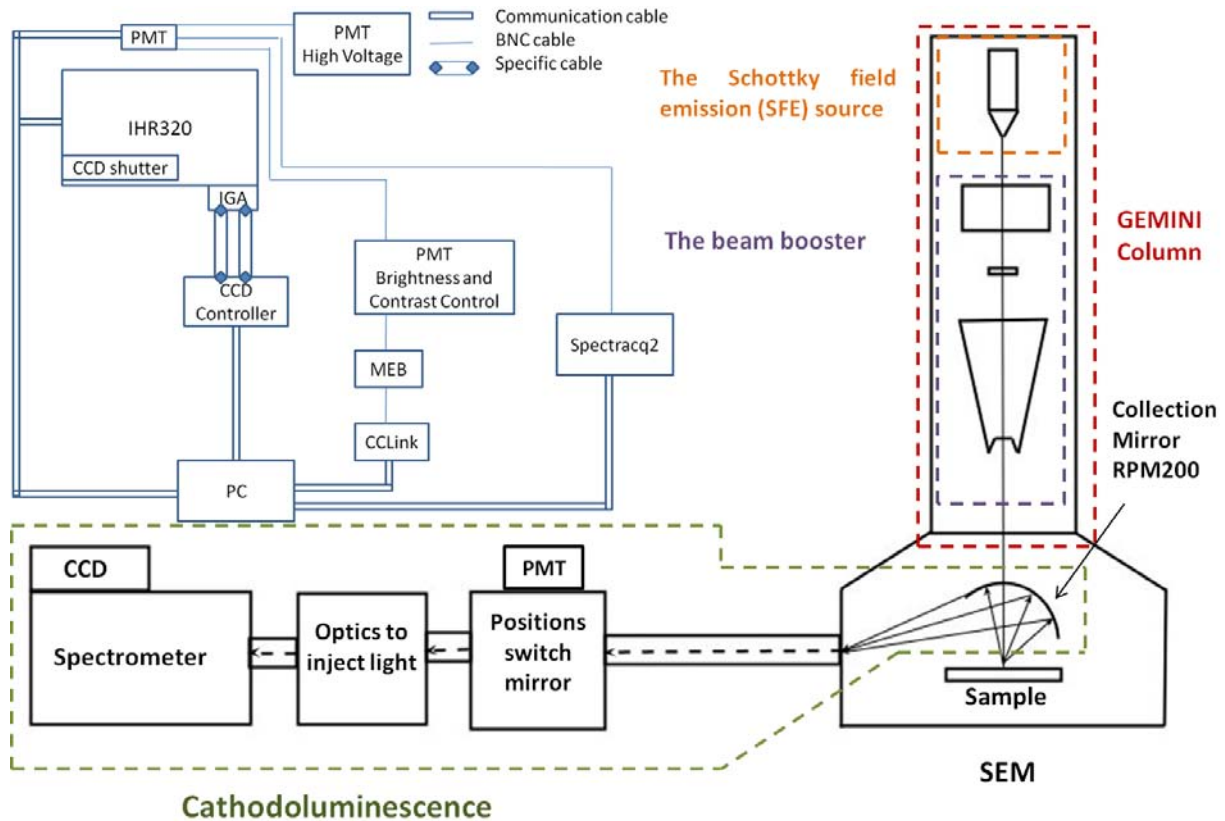 PMT
PMT
High Voltage
Communication cable
BNC cable
Specific cable
IHR320
CCD shutter
IGA
CCD
Controller
PMT
Brightness and
Contrast Control
MEB
CCLink
Spectracq2
PC
The Schottky field
emission (SFE) source
The beam booster
GEMINI
Column
Collection
Mirror
RPM200
CCD
Spectrometer
Optics to
inject light
PMT
Positions
switch
mirror
Sample
SEM
Cathodoluminescence